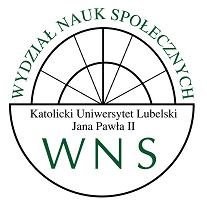 WYDZIAŁ NAUK SPOŁECZNYCH
Katolicki Uniwersytet Lubelski
Jana Pawła II
WNS